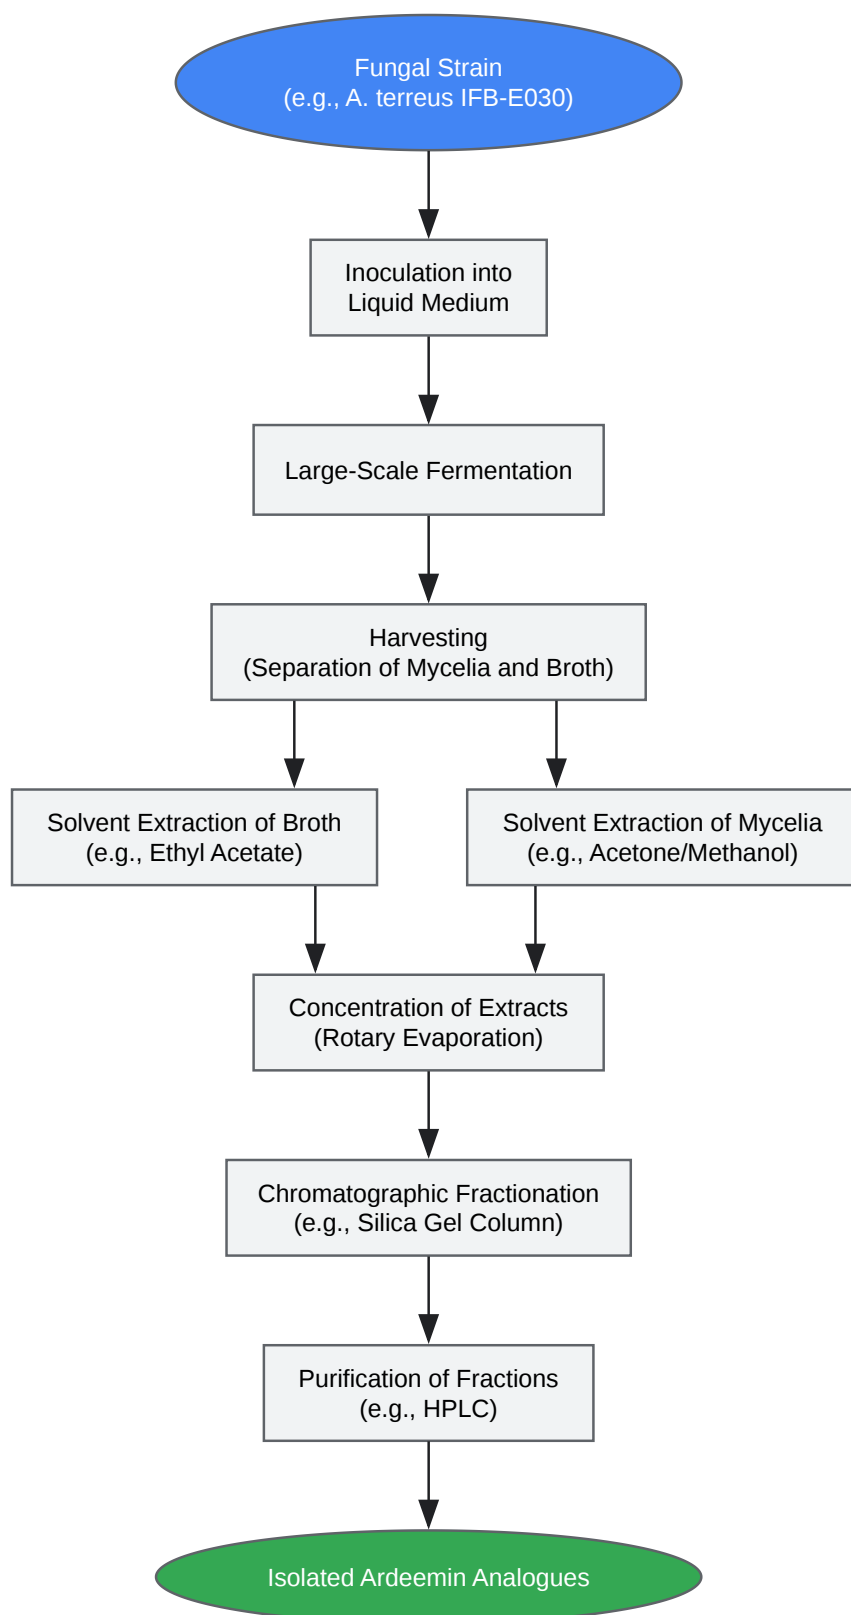 Fungal Strain
(e.g., A. terreus IFB-E030)
Inoculation into
Liquid Medium
Large-Scale Fermentation
Harvesting
(Separation of Mycelia and Broth)
Solvent Extraction of Broth
(e.g., Ethyl Acetate)
Solvent Extraction of Mycelia
(e.g., Acetone/Methanol)
Concentration of Extracts
(Rotary Evaporation)
Chromatographic Fractionation
(e.g., Silica Gel Column)
Purification of Fractions
(e.g., HPLC)
Isolated Ardeemin Analogues